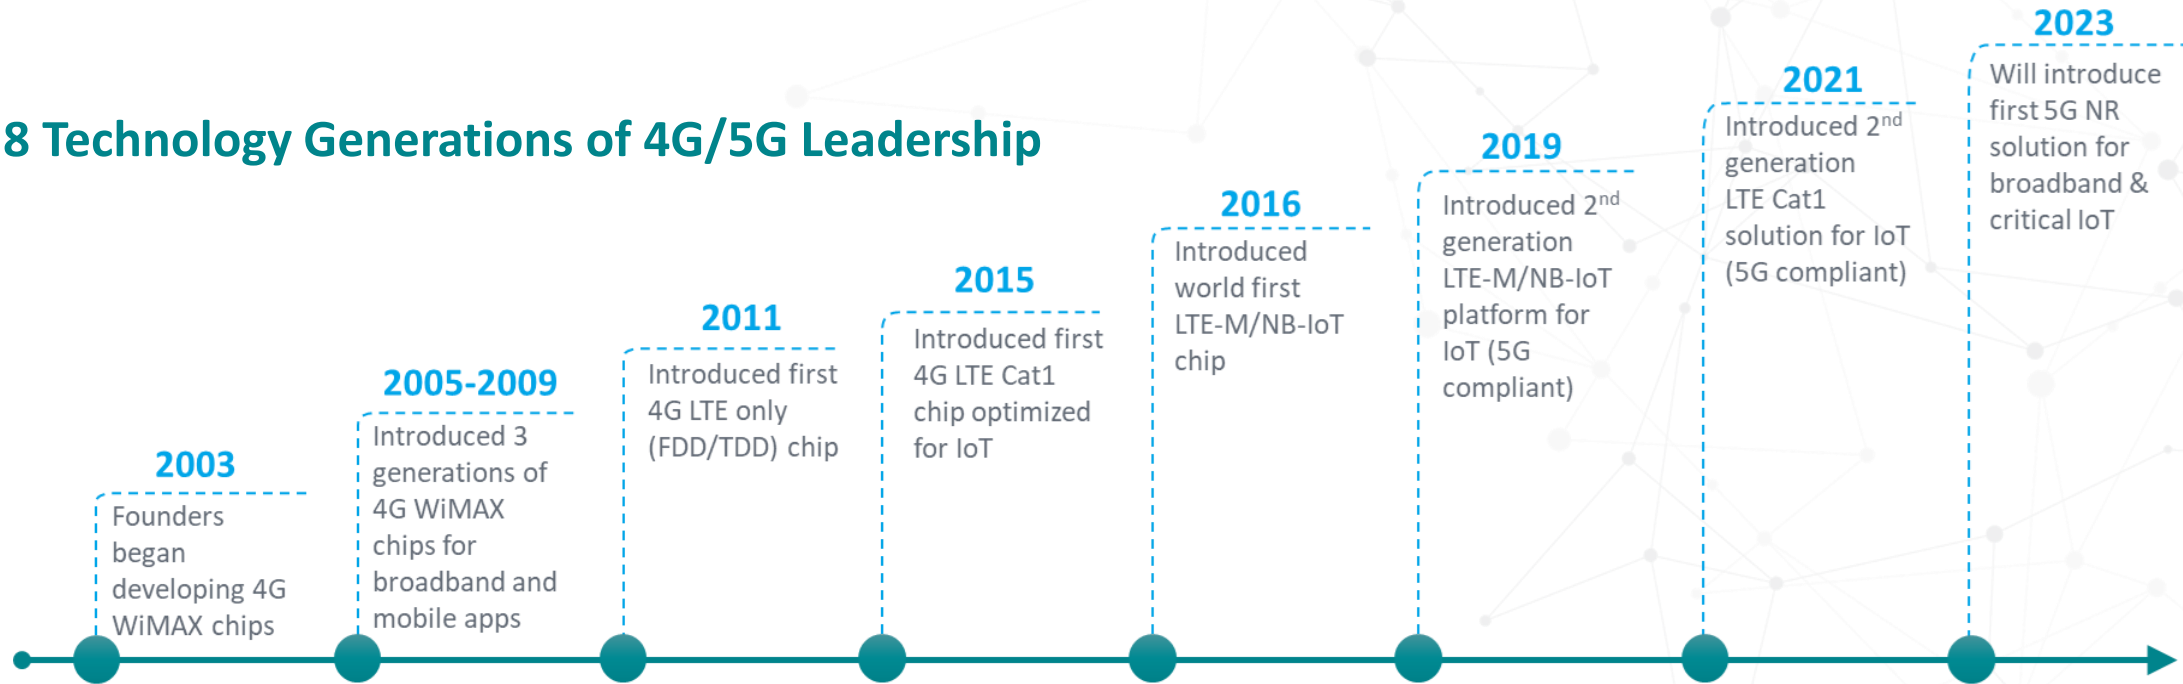 8 Technology Generations of 4G/5G Leadership
2003
Founders
began
developing 4G
WiMAX chips
2005-2009
Introduced 3
generations of
4G WiMAX
chips for
broadband and
mobile apps
2011
Introduced first
4G LTE only
(FDD/TDD) chip
2015
Introduced first
4G LTE Cat1
chip optimized
for IoT
2016
Introduced
world first
LTE-M/NB-IoT
chip
2019
Introduced 2nd
generation
LTE-M/NB-IoT
platform for
IoT (5G
compliant)
2021
Introduced 2nd
generation
LTE Cat1
solution for IoT
(5G compliant)
2023
Will introduce
first 5G NR
solution for
broadband &
critical IoT